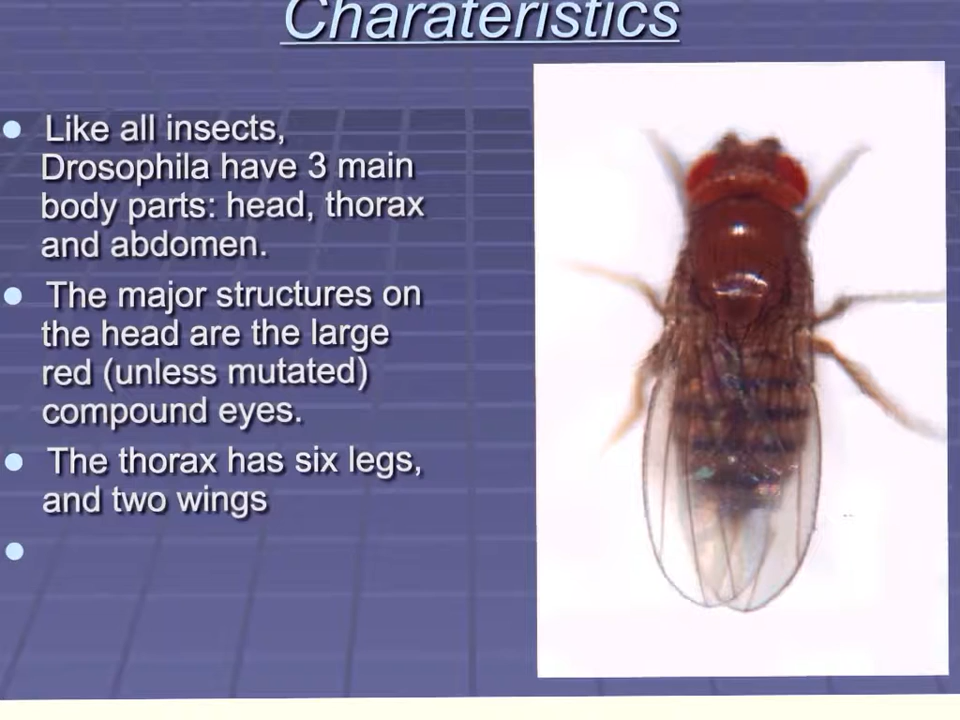 Charateristics
Like all insects,
Drosophila have 3 main
body parts: head, thorax
and abdomen.
The major structures on
the head are the large
red (unless mutated)
compound eyes.
The thorax has six legs,
and two wings